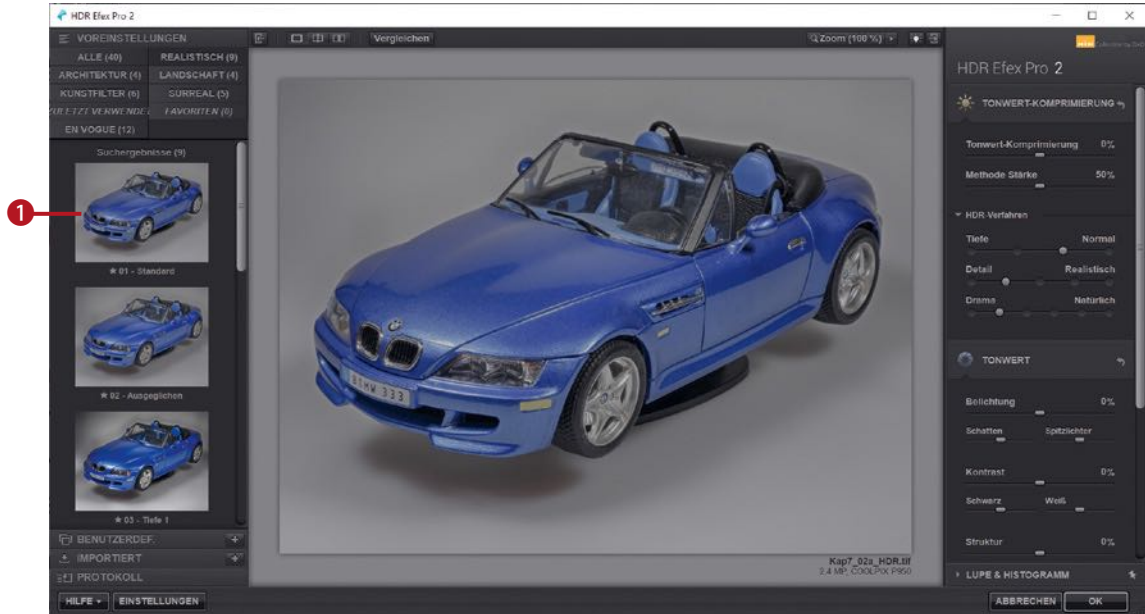 HDR Efex Pro 2
VOREINSTELLUNGEN
ALLE (40) REALISTISCH (9)
ARCHITEKTUR (4) LANDSCHAFT (4)
KUNSTFILTER (6) SURREAL (5)
ZULETZT VERWENDET FAVORITEN (0)
EN VOGUE (12)
Suchergebnisse (9)
1
★ 01 - Standard
★ 02 - Ausgeglichen
★ 03 - Tiefe 1
BENUTZERDEF.
IMPORTIERT
PROTOKOLL
HILFE EINSTELLUNGEN
Vergleichen
Zoom (100 %)
Kap7_02a_HDR.tif
2.4 MP, COOLPIX P950
HDR Efex Pro 2
TONWERT-KOMPRIMIERUNG
Tonwert-Komprimierung 0%
Methode Stärke 50%
HDR-Verfahren
Tiefe Normal
Detail Realistisch
Drama Natürlich
TONWERT
Belichtung 0%
Schatten Spitzlichter
Kontrast 0%
Schwarz Weiß
Struktur 0%
LUPE & HISTOGRAMM
ABBRECHEN OK